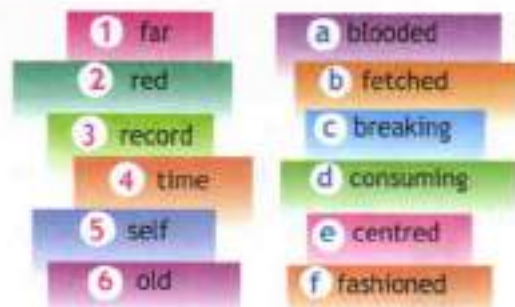 1 far
2 red
3 record
4 time
5 self
6 old
a blooded
b fetched
c breaking
d consuming
e centred
f fashioned